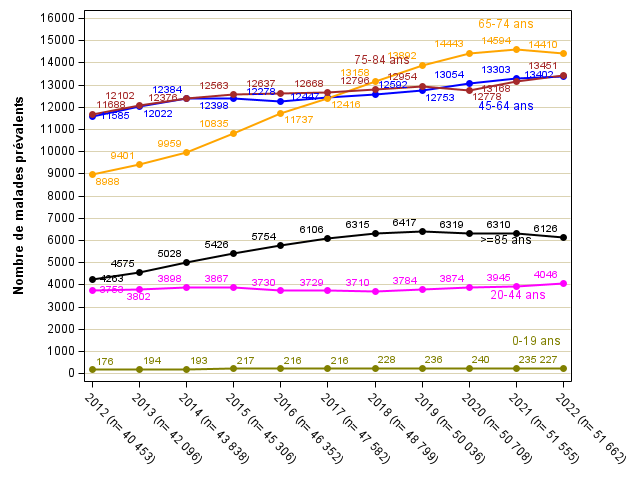 Nombre de malades prévalents
16000
15000
14000
13000
12000
11000
10000
9000
8000
7000
6000
5000
4000
3000
2000
1000
0
65-74 ans
8988 9401 9959 10835 11737 12416 13158 13892 14443 14594 14410
75-84 ans
11688 12102 12376 12563 12637 12668 12796 12954 12778 13168 13451
45-64 ans
11585 12022 12384 12398 12278 12447 12592 12753 13054 13303 13402
>=85 ans
4263 4575 5028 5426 5754 6106 6315 6417 6319 6310 6126
20-44 ans
3753 3802 3898 3867 3730 3729 3710 3784 3874 3945 4046
0-19 ans
176 194 193 217 216 216 228 236 240 235 227
2012 (n= 40 453)
2013 (n= 42 096)
2014 (n= 43 838)
2015 (n= 45 306)
2016 (n= 46 352)
2017 (n= 47 582)
2018 (n= 48 799)
2019 (n= 50 036)
2020 (n= 50 708)
2021 (n= 51 555)
2022 (n= 51 662)